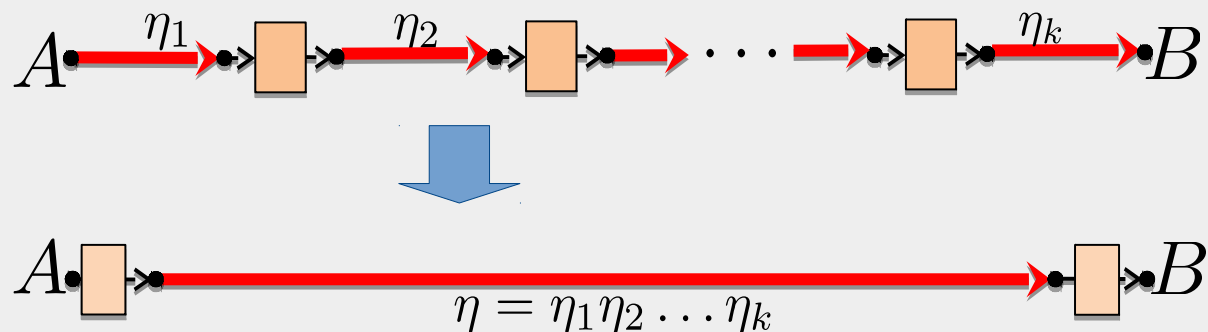 A η₁ η₂ ··· ηₖ B
A B
η = η₁η₂ ... ηₖ